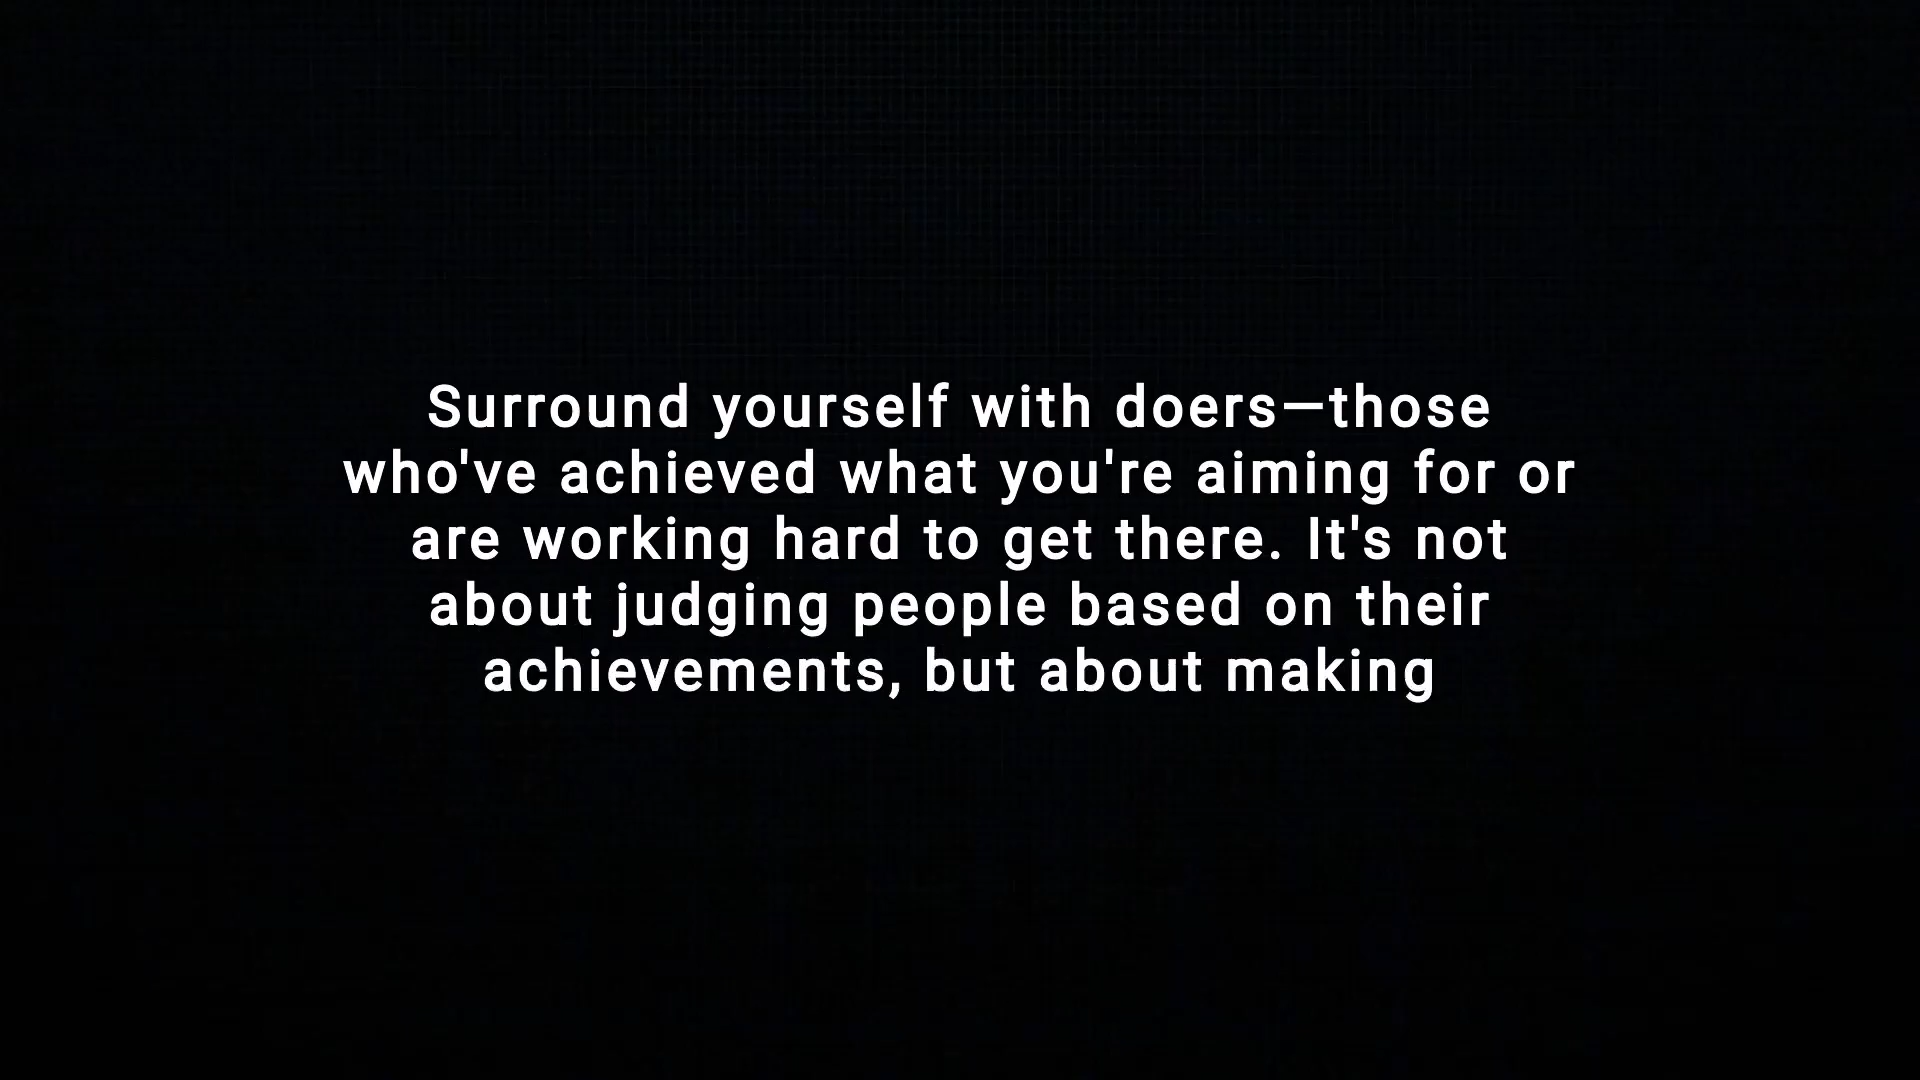 Surround yourself with doers—those
who've achieved what you're aiming for or
are working hard to get there. It's not
about judging people based on their
achievements, but about making